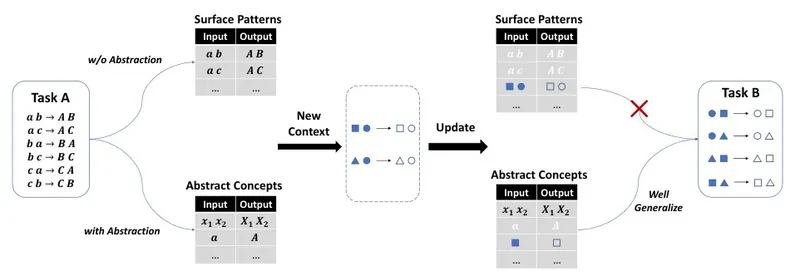 Task A
a b → A B
a c → A C
b a → B A
b c → B C
c a → C A
c b → C B
w/o Abstraction
with Abstraction
Surface Patterns
Input Output
a b A B
a c A C
... ...
Abstract Concepts
Input Output
x₁ x₂ X₁ X₂
a A
... ...
New
Context
Update
Surface Patterns
Input Output
a b A B
a c A C
... ...
Abstract Concepts
Input Output
x₁ x₂ X₁ X₂
a A
... ...
Well
Generalize
Task B